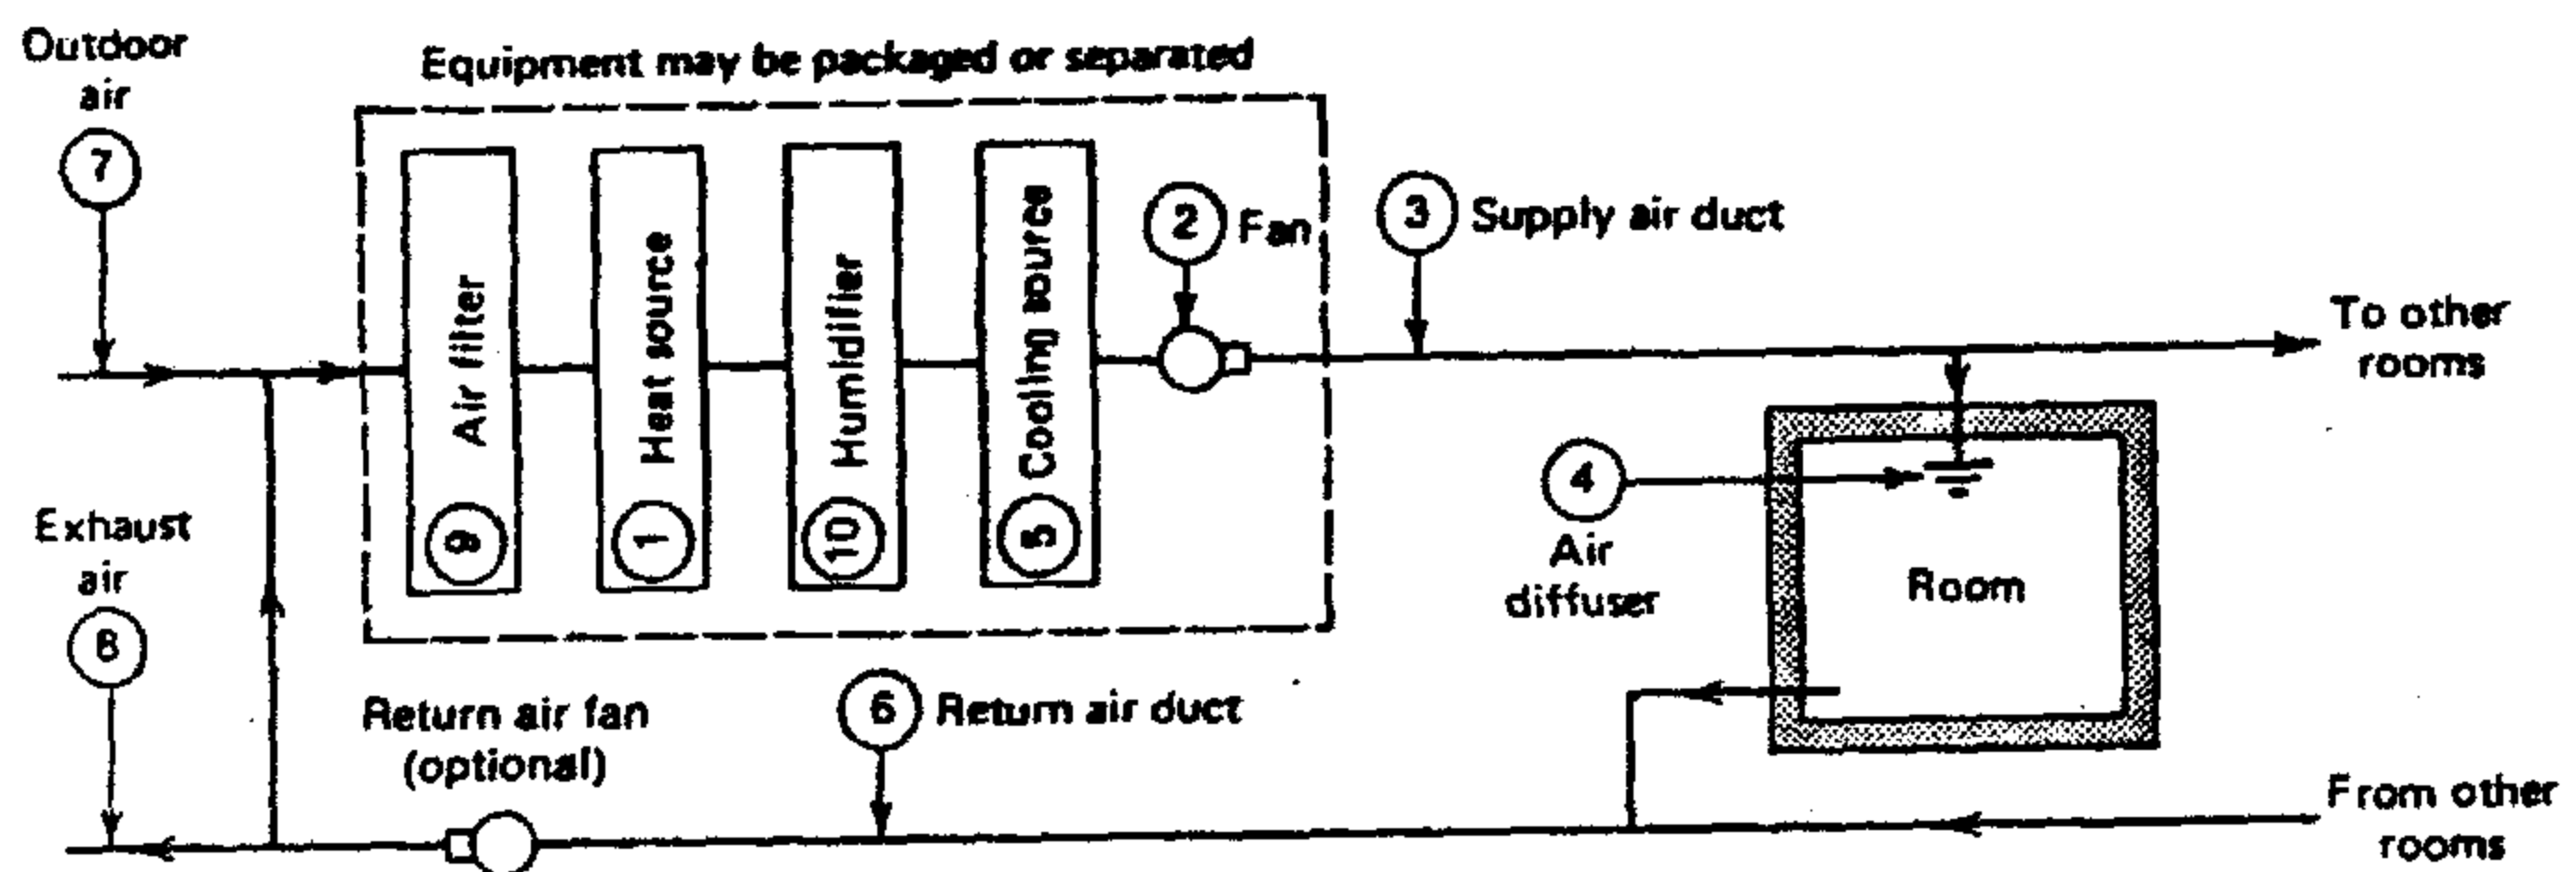 Outdoor
air
7
Equipment may be packaged or separated
Air filter
9
Heat source
1
Humidifier
10
Cooling source
5
2 Fan
3 Supply air duct
To other
rooms
4
Air
diffuser
Room
Exhaust
air
8
Return air fan
(optional)
6 Return air duct
From other
rooms